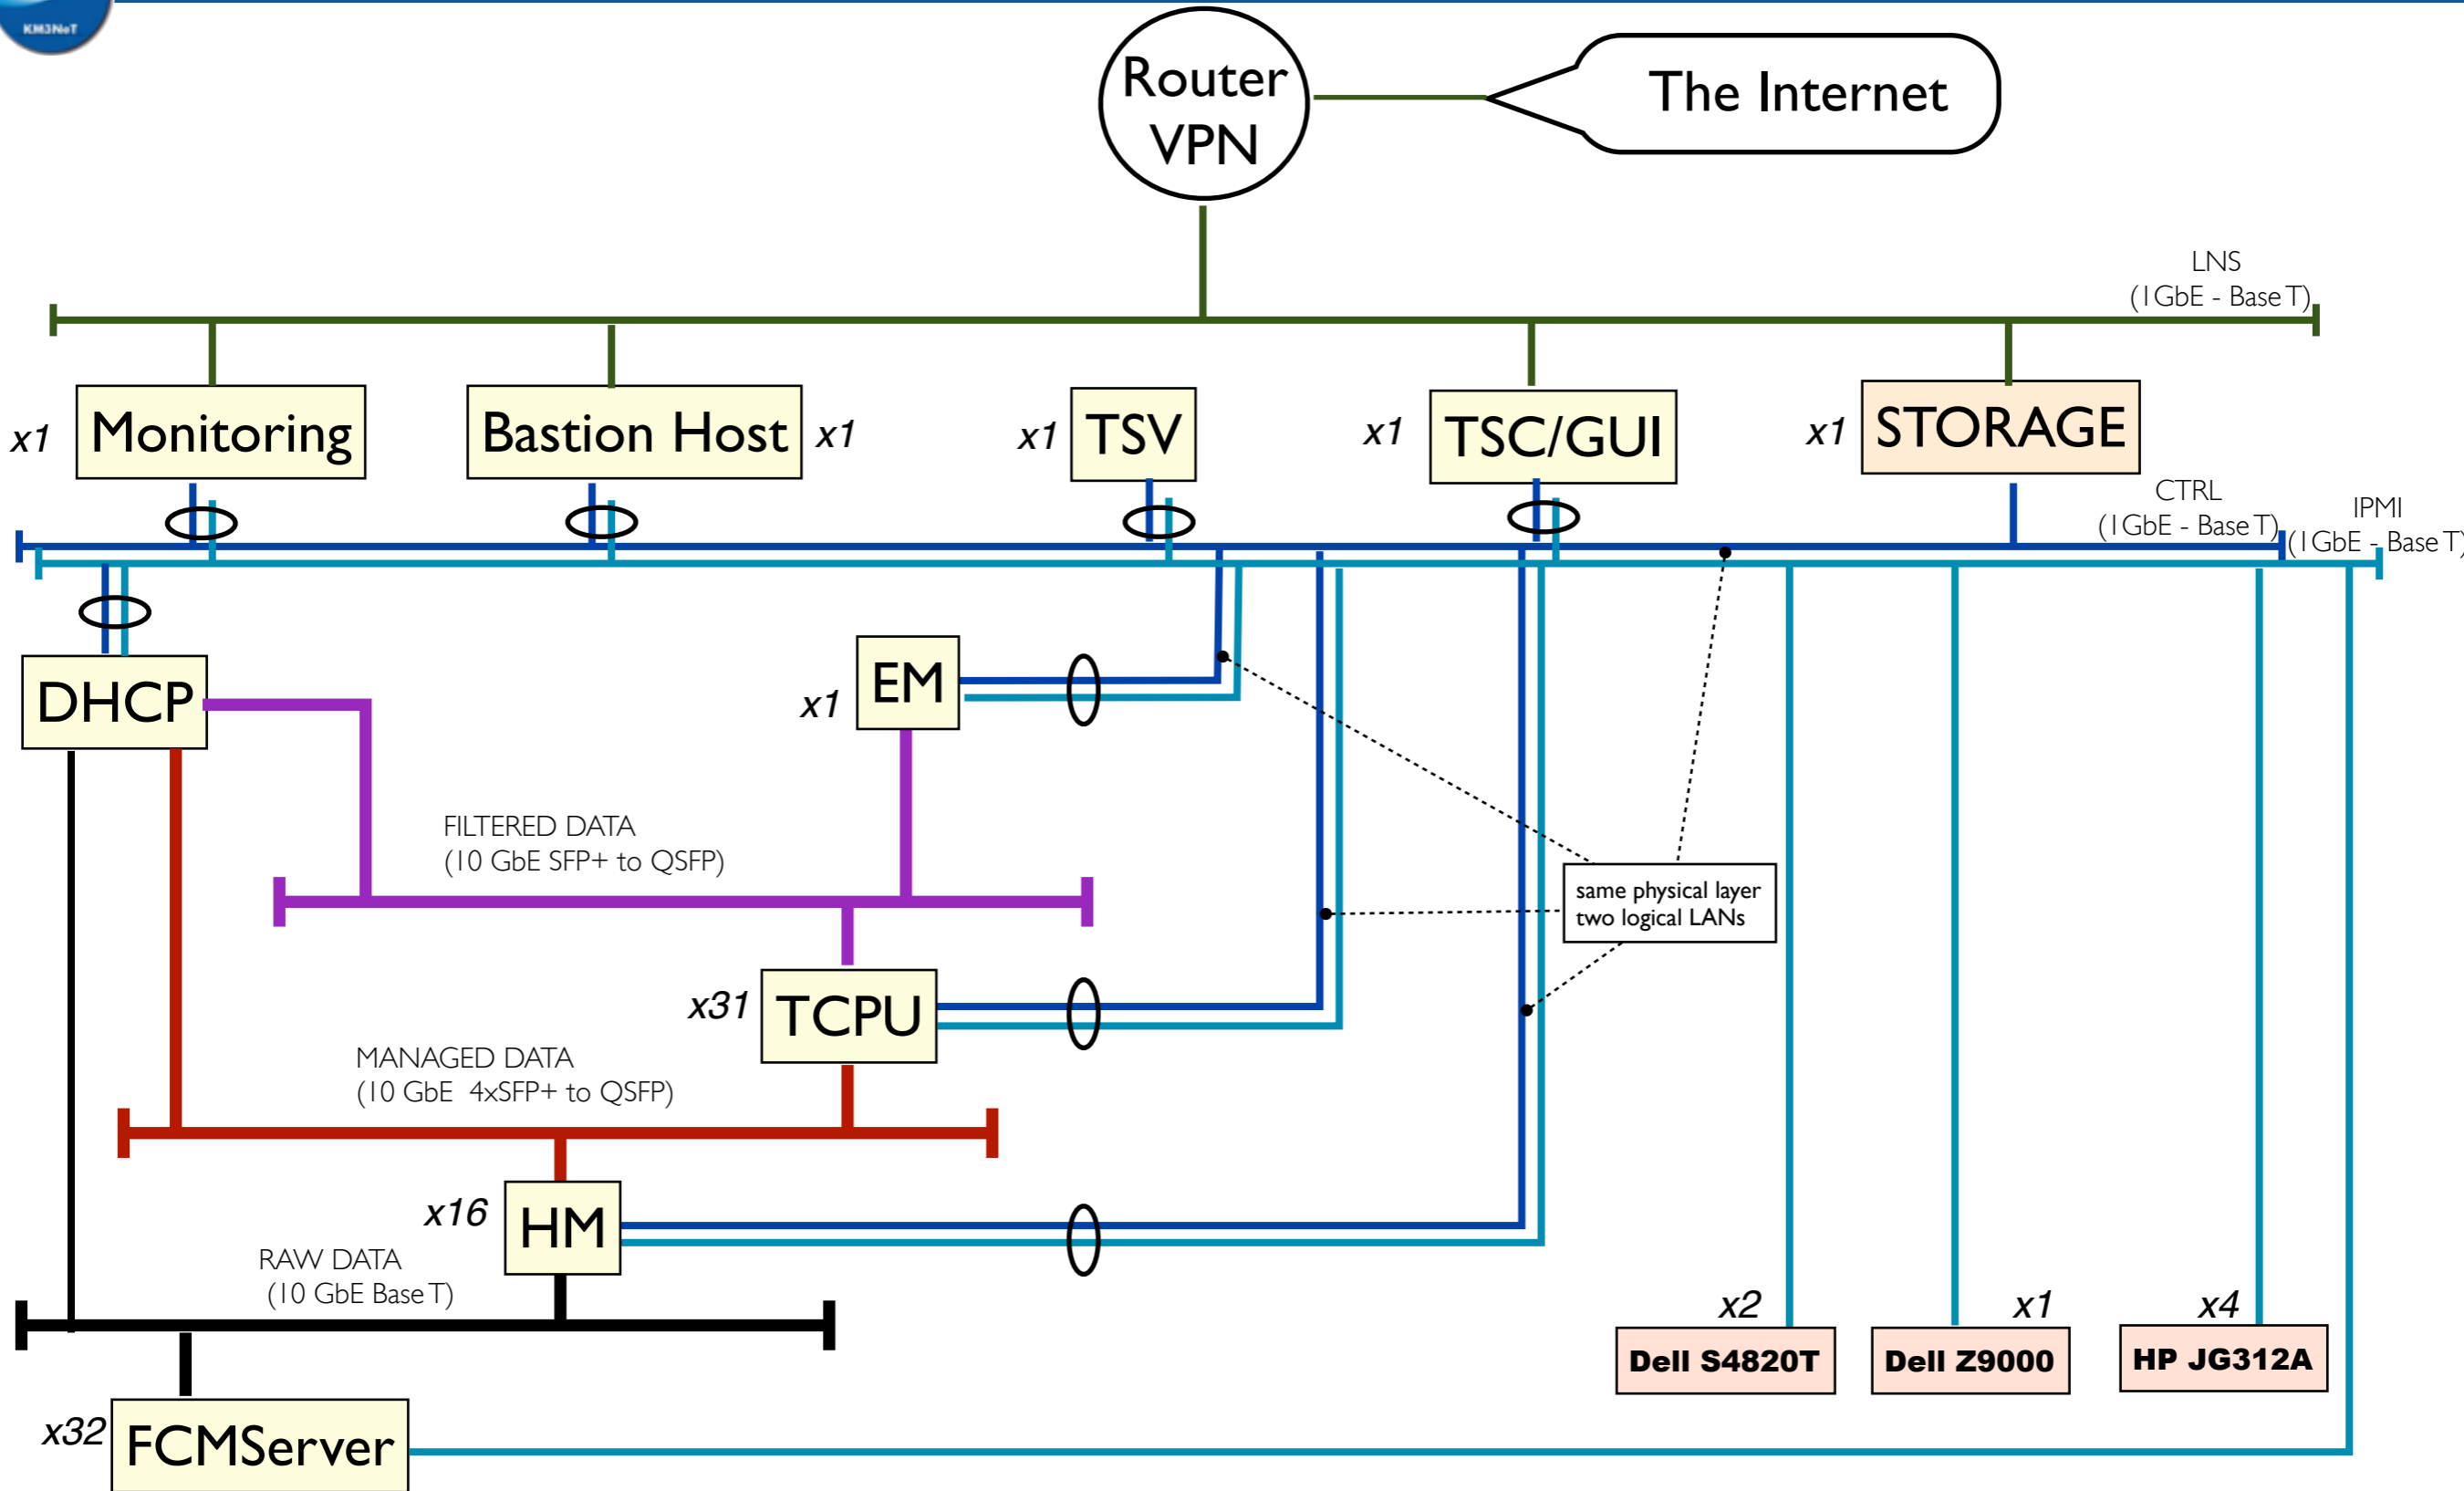 KM3NeT
Router
VPN
The Internet
LNS
(1GbE - Base T)
x1
Monitoring
Bastion Host
x1
x1
TSV
x1
TSC/GUI
x1
STORAGE
CTRL
(1GbE - Base T)
IPMI
(1GbE - Base T)
DHCP
x1
EM
FILTERED DATA
(10 GbE SFP+ to QSFP)
same physical layer
two logical LANs
x31
TCPU
MANAGED DATA
(10 GbE 4xSFP+ to QSFP)
x16
HM
RAW DATA
(10 GbE Base T)
x2
Dell S4820T
x1
Dell Z9000
x4
HP JG312A
x32
FCMServer